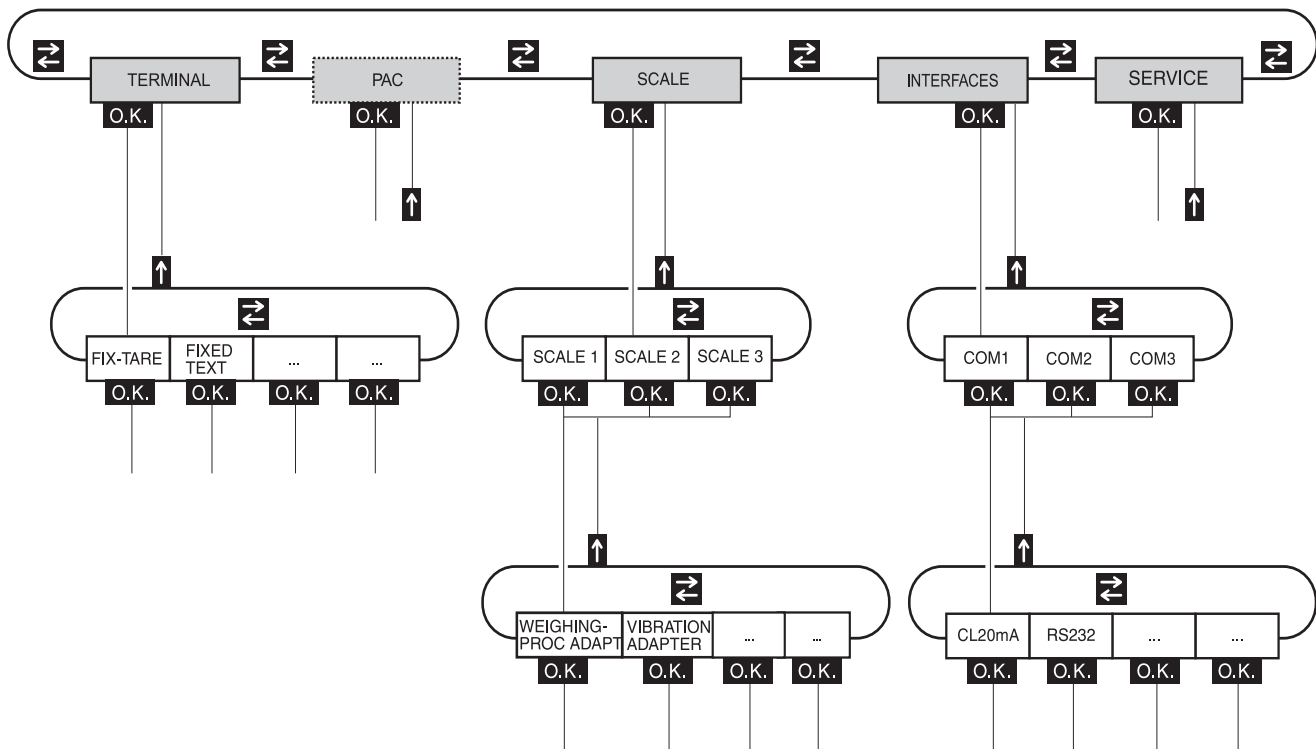 TERMINAL
PAC
SCALE
INTERFACES
SERVICE
O.K.
O.K.
O.K.
O.K.
O.K.
FIX-TARE
FIXED
TEXT
...
...
SCALE 1
SCALE 2
SCALE 3
COM1
COM2
COM3
O.K.
O.K.
O.K.
O.K.
O.K.
O.K.
O.K.
O.K.
O.K.
O.K.
WEIGHING-
PROC ADAPT
VIBRATION
ADAPTER
...
...
CL20mA
RS232
...
...
O.K.
O.K.
O.K.
O.K.
O.K.
O.K.
O.K.
O.K.